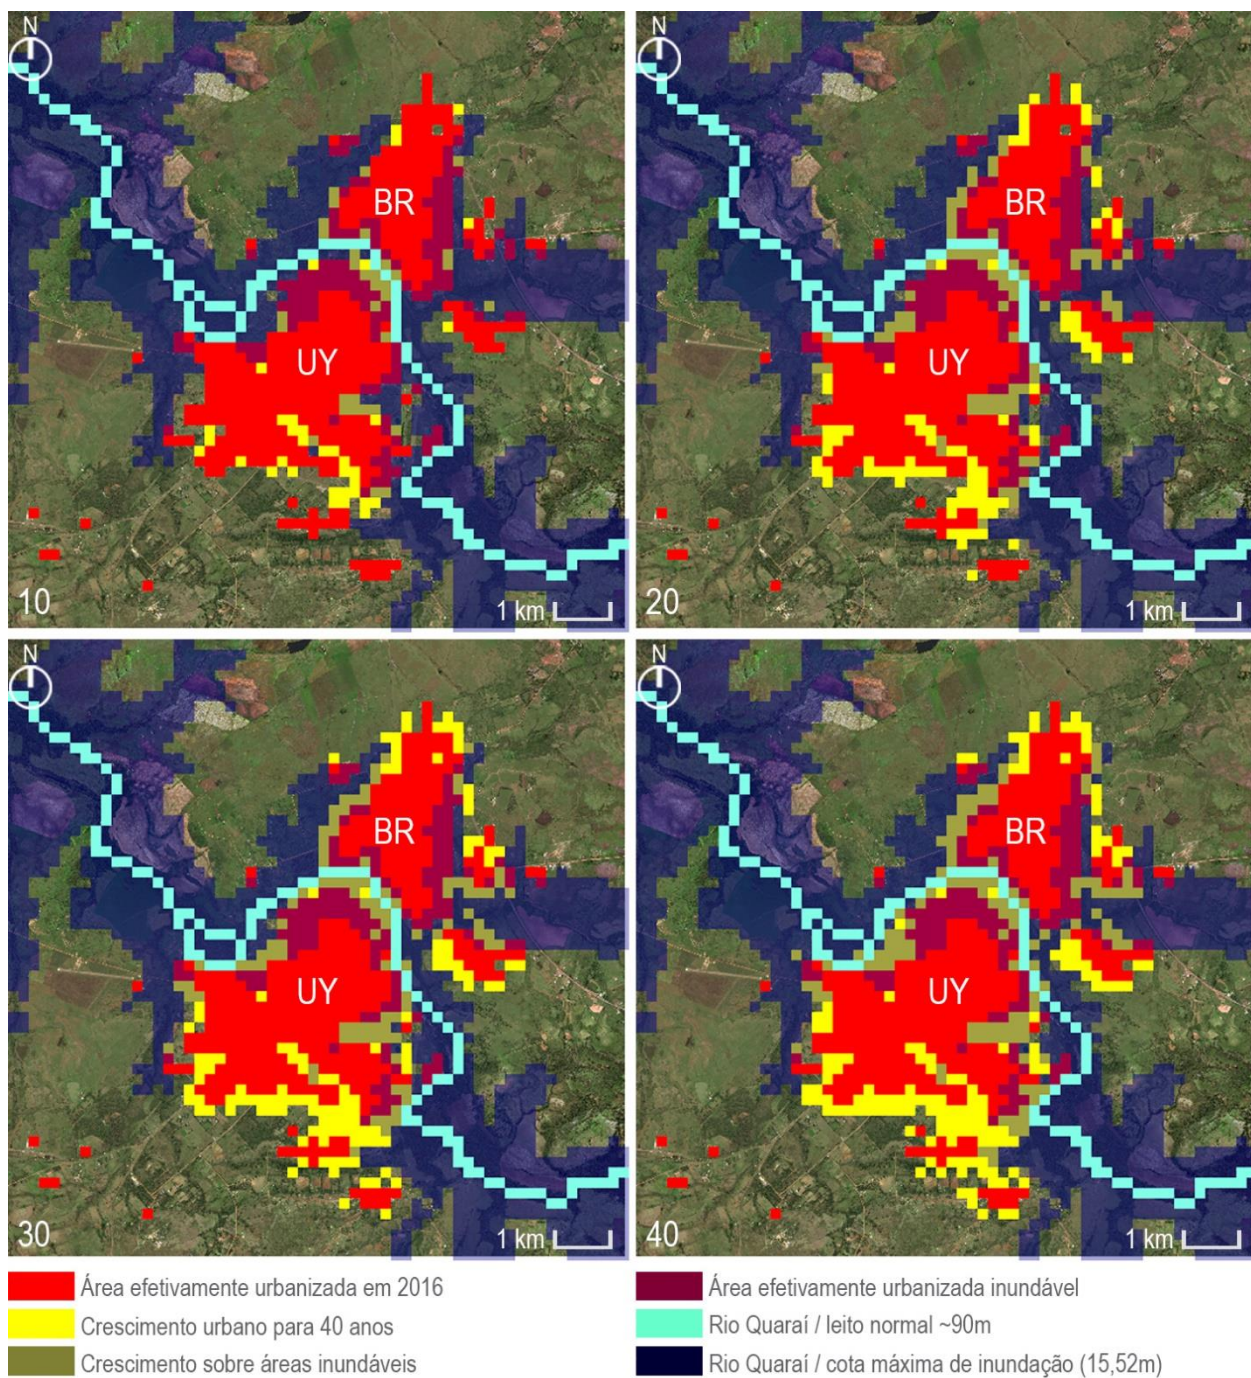 N
BR
UY
10
1 km
N
BR
UY
20
1 km
N
BR
UY
30
1 km
N
BR
UY
40
1 km
Área efetivamente urbanizada em 2016
Crescimento urbano para 40 anos
Crescimento sobre áreas inundáveis
Área efetivamente urbanizada inundável
Rio Quaraí / leito normal ~90m
Rio Quaraí / cota máxima de inundação (15,52m)